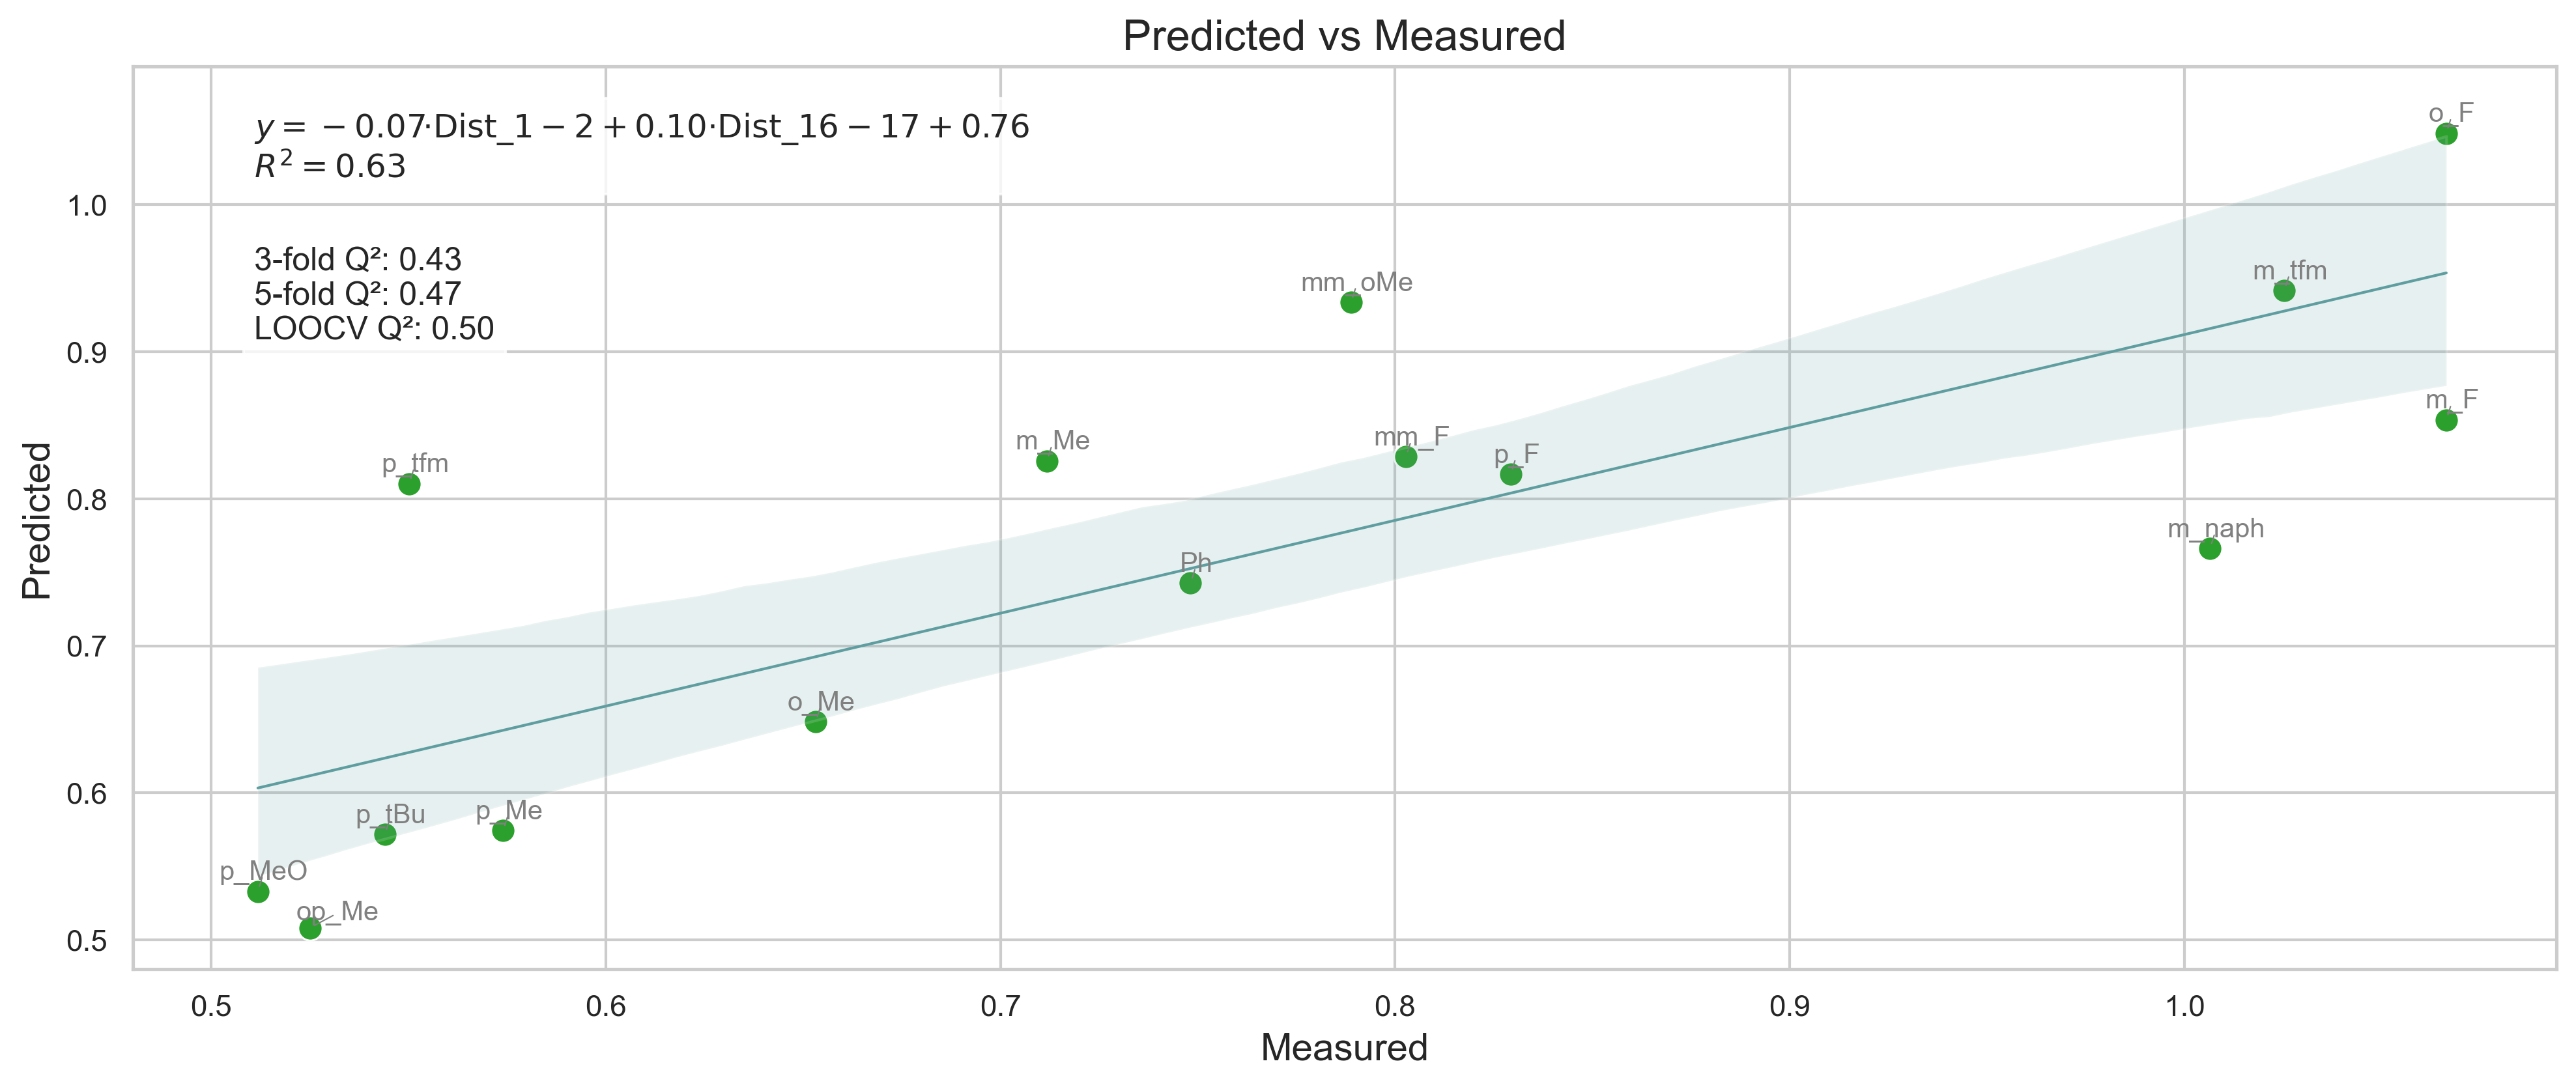 Predicted vs Measured
y = −0.07·Dist_1 − 2 + 0.10·Dist_16 − 17 + 0.76
R² = 0.63
3-fold Q²: 0.43
5-fold Q²: 0.47
LOOCV Q²: 0.50
o_F
m_tfm
mm_oMe
m_F
m_Me
mm_F
p_F
p_tfm
m_naph
Ph
o_Me
p_tBu
p_Me
p_MeO
op_Me
Predicted
1.0
0.9
0.8
0.7
0.6
0.5
0.5
0.6
0.7
0.8
0.9
1.0
Measured